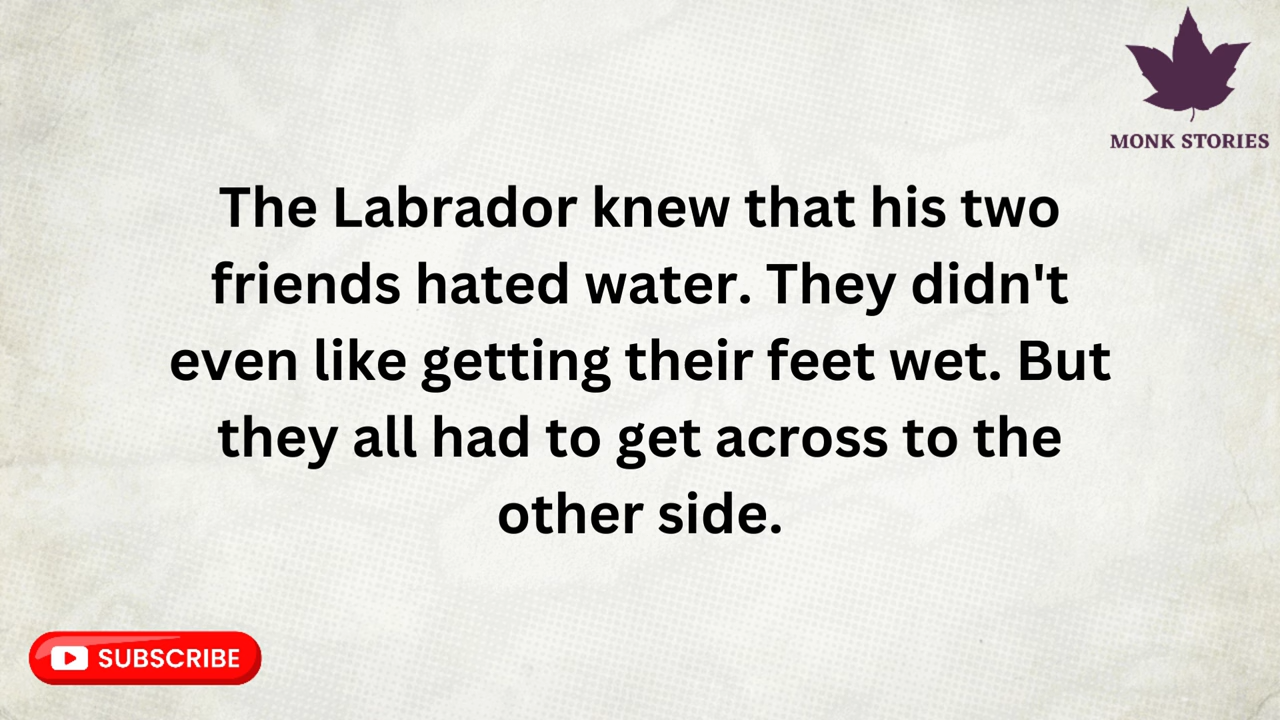 MONK STORIES
The Labrador knew that his two
friends hated water. They didn't
even like getting their feet wet. But
they all had to get across to the
other side.
SUBSCRIBE